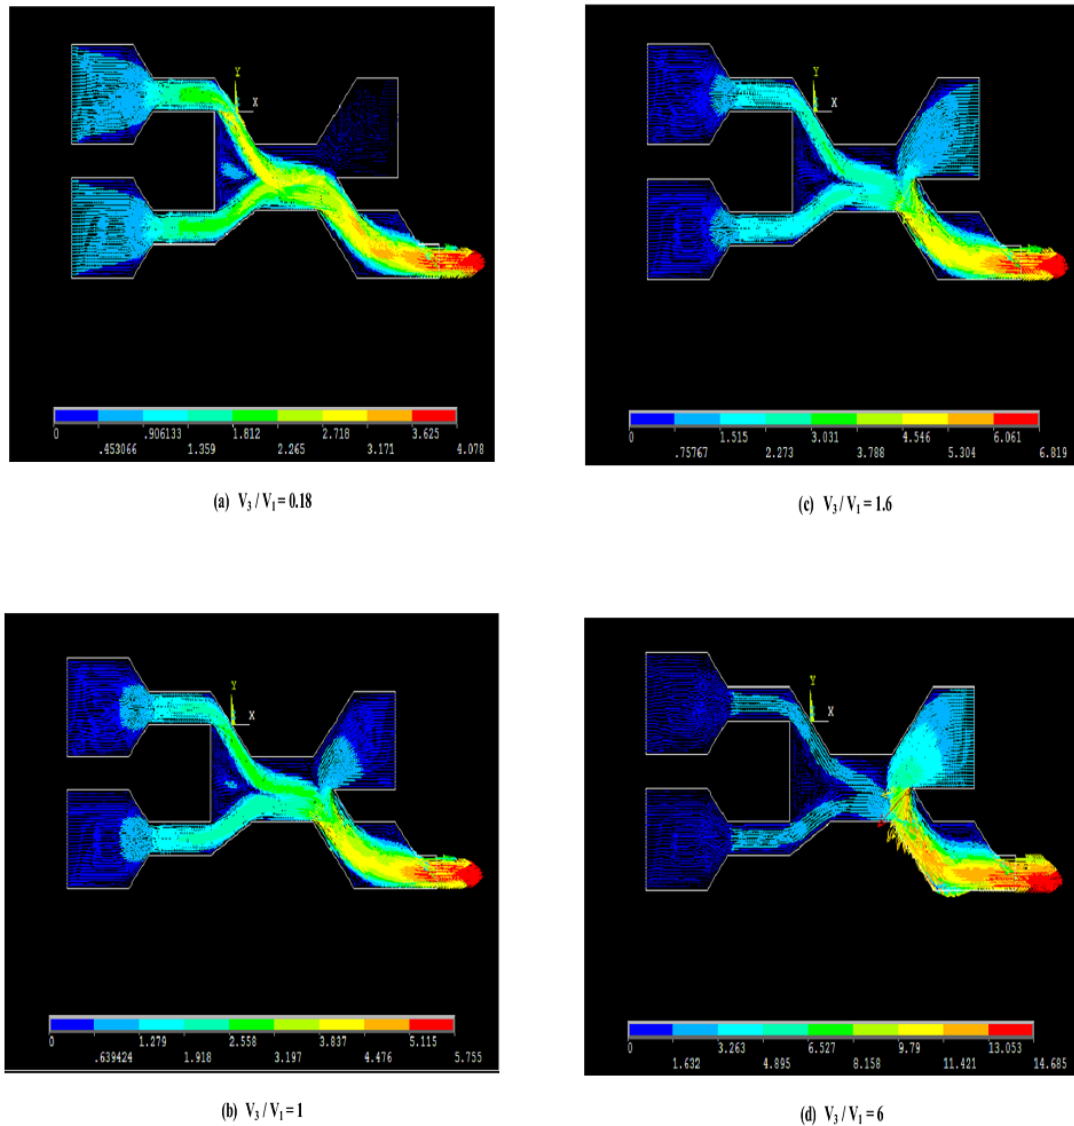 Y
X
0 .906133 1.812 2.718 3.625
.453066 1.359 2.265 3.171 4.078
(a) V₃ / V₁ = 0.18
Y
X
0 1.515 3.031 4.546 6.061
.75767 2.273 3.788 5.304 6.819
(c) V₃ / V₁ = 1.6
Y
X
0 1.279 2.558 3.837 5.115
.639424 1.918 3.197 4.476 5.755
(b) V₃ / V₁ = 1
Y
X
0 3.263 6.527 9.79 13.053
1.632 4.895 8.158 11.421 14.685
(d) V₃ / V₁ = 6